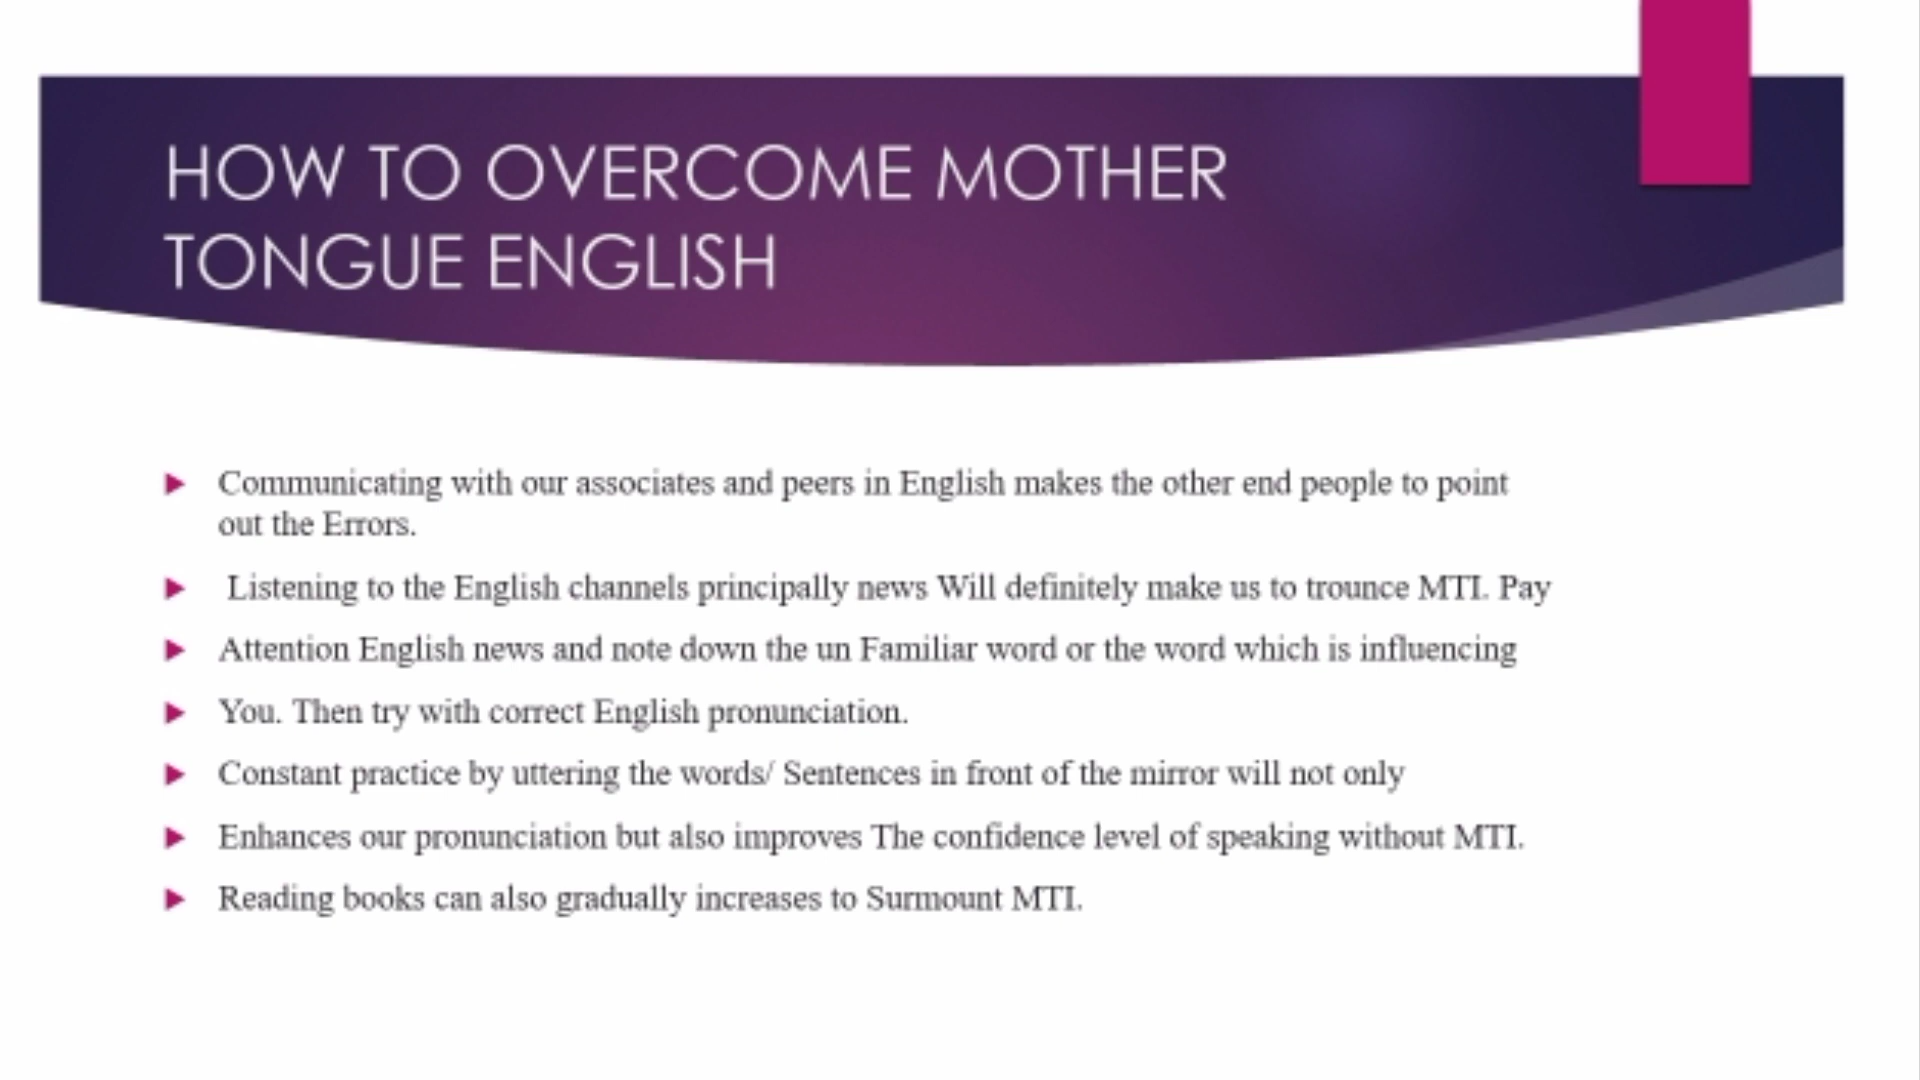 HOW TO OVERCOME MOTHER
TONGUE ENGLISH
Communicating with our associates and peers in English makes the other end people to point
out the Errors.
Listening to the English channels principally news Will definitely make us to trounce MTI. Pay
Attention English news and note down the un Familiar word or the word which is influencing
You. Then try with correct English pronunciation.
Constant practice by uttering the words/ Sentences in front of the mirror will not only
Enhances our pronunciation but also improves The confidence level of speaking without MTI.
Reading books can also gradually increases to Surmount MTI.